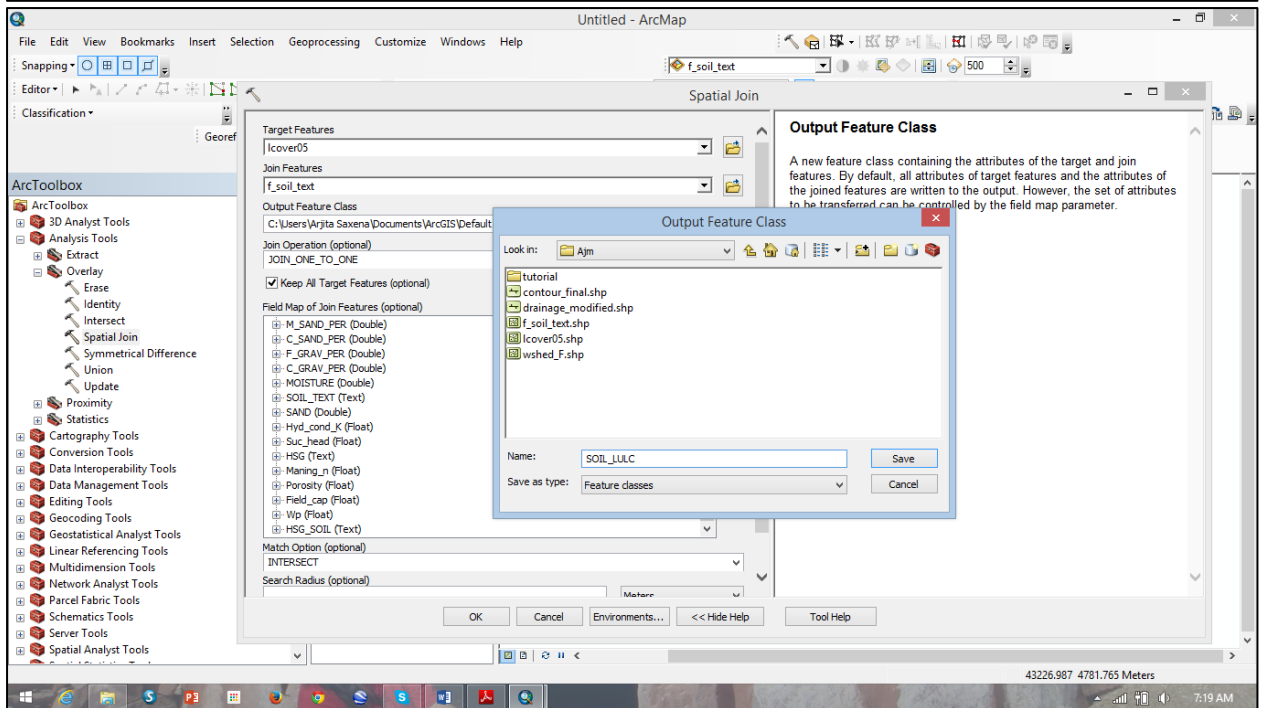 Untitled - ArcMap
File Edit View Bookmarks Insert Selection Geoprocessing Customize Windows Help
Snapping
f_soil_text
500
Editor
Classification
Georef
ArcToolbox
ArcToolbox
3D Analyst Tools
Analysis Tools
Extract
Overlay
Erase
Identity
Intersect
Spatial Join
Symmetrical Difference
Union
Update
Proximity
Statistics
Cartography Tools
Conversion Tools
Data Interoperability Tools
Data Management Tools
Editing Tools
Geocoding Tools
Geostatistical Analyst Tools
Linear Referencing Tools
Multidimension Tools
Network Analyst Tools
Parcel Fabric Tools
Schematics Tools
Server Tools
Spatial Analyst Tools
Spatial Join
Target Features
lcover05
Join Features
f_soil_text
Output Feature Class
C:\Users\Arjita Saxena\Documents\ArcGIS\Default
Join Operation (optional)
JOIN_ONE_TO_ONE
Keep All Target Features (optional)
Field Map of Join Features (optional)
M_SAND_PER (Double)
C_SAND_PER (Double)
F_GRAV_PER (Double)
C_GRAV_PER (Double)
MOISTURE (Double)
SOIL_TEXT (Text)
SAND (Double)
Hyd_cond_K (Float)
Suc_head (Float)
HSG (Text)
Maning_n (Float)
Porosity (Float)
Field_cap (Float)
Wp (Float)
HSG_SOIL (Text)
Match Option (optional)
INTERSECT
Search Radius (optional)
Meters
OK Cancel Environments... << Hide Help Tool Help
Output Feature Class
A new feature class containing the attributes of the target and join
features. By default, all attributes of target features and the attributes of
the joined features are written to the output. However, the set of attributes
to be transferred can be controlled by the field map parameter.
Output Feature Class
Look in: Ajm
tutorial
contour_final.shp
drainage_modified.shp
f_soil_text.shp
lcover05.shp
wshed_F.shp
Name: SOIL_LULC Save
Save as type: Feature classes Cancel
43226.987 4781.765 Meters
7:19 AM